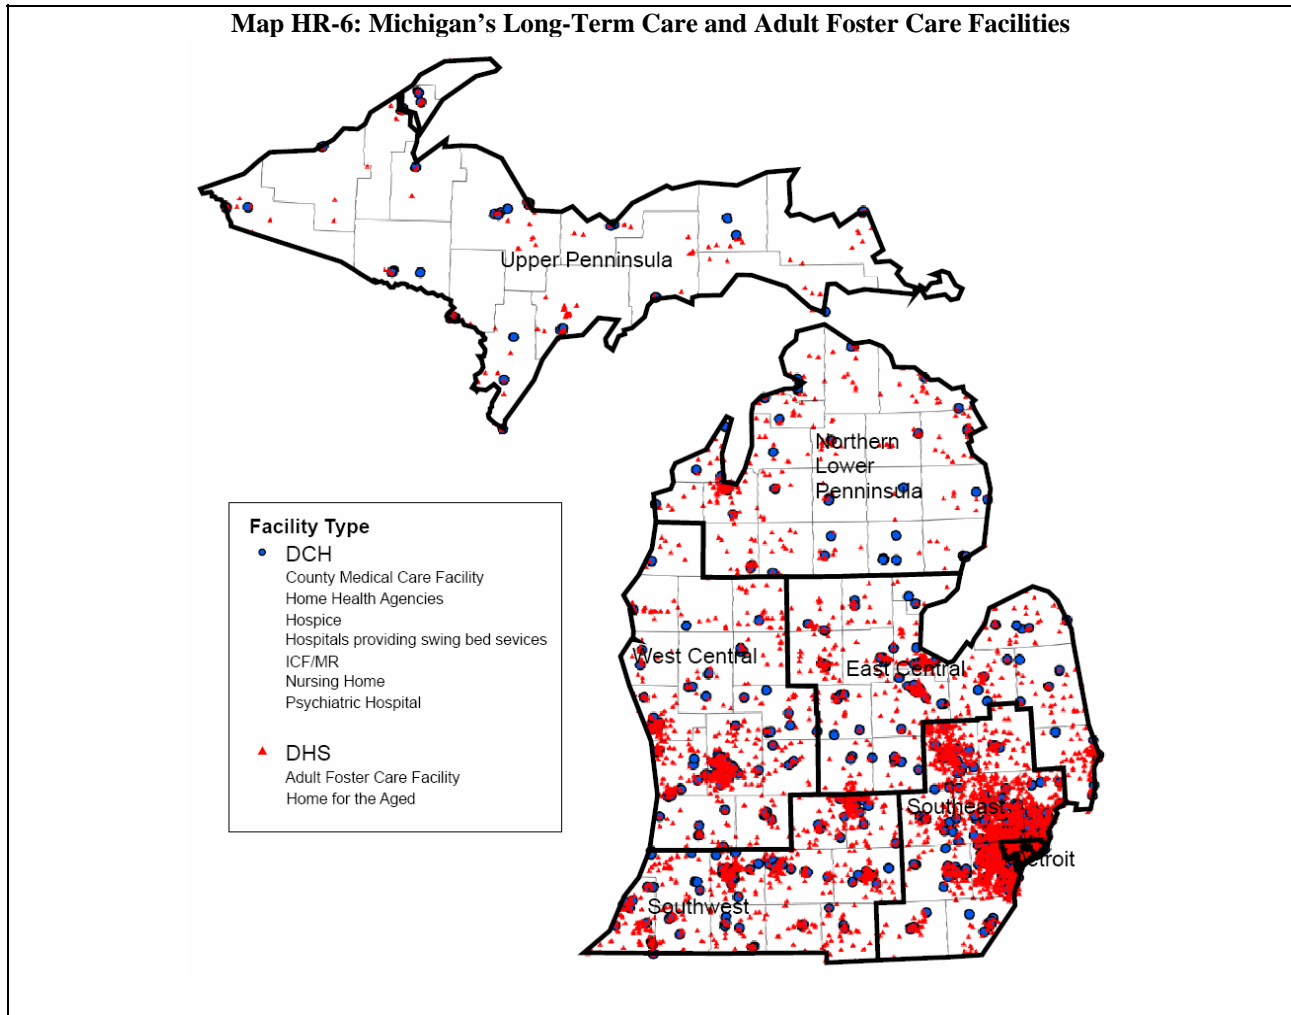 Map HR-6: Michigan’s Long-Term Care and Adult Foster Care Facilities
Upper Penninsula
Northern
Lower
Penninsula
Facility Type
DCH
County Medical Care Facility
Home Health Agencies
Hospice
Hospitals providing swing bed sevices
ICF/MR
Nursing Home
Psychiatric Hospital
DHS
Adult Foster Care Facility
Home for the Aged
West Central
East Central
Southeast
Detroit
Southwest